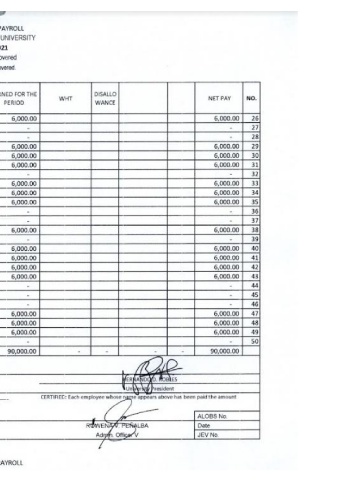 PAYROLL
UNIVERSITY
021
overed
overed.
NED FOR THE PERIOD WHT DISALLO WANCE NET PAY NO.
6,000.00 6,000.00 26
- - 27
- - 28
6,000.00 6,000.00 29
6,000.00 6,000.00 30
6,000.00 6,000.00 31
- - 32
6,000.00 6,000.00 33
6,000.00 6,000.00 34
6,000.00 6,000.00 35
- - 36
- - 37
6,000.00 6,000.00 38
- - 39
6,000.00 6,000.00 40
6,000.00 6,000.00 41
6,000.00 6,000.00 42
6,000.00 6,000.00 43
- - 44
- - 45
- - 46
6,000.00 6,000.00 47
6,000.00 6,000.00 48
6,000.00 6,000.00 49
- - 50
90,000.00 - - - - 90,000.00
HERNANDO D. ROBLES
University President
CERTIFIED: Each employee whose name appears above has been paid the amount
ROWENA V. PEÑALBA
Admin. Officer V
ALOBS No.
Date
JEV No.
AYROLL